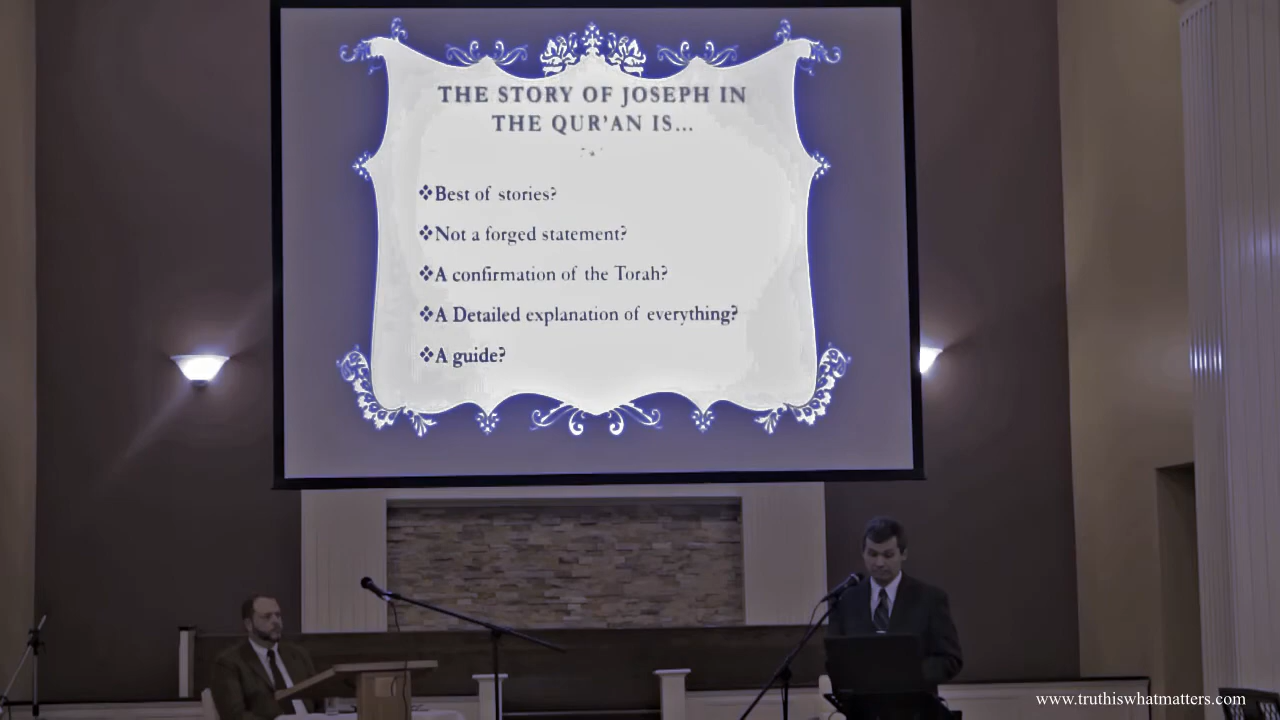 THE STORY OF JOSEPH IN
THE QUR'AN IS...
❖Best of stories?
❖Not a forged statement?
❖A confirmation of the Torah?
❖A Detailed explanation of everything?
❖A guide?
www.truthiswhatmatters.com